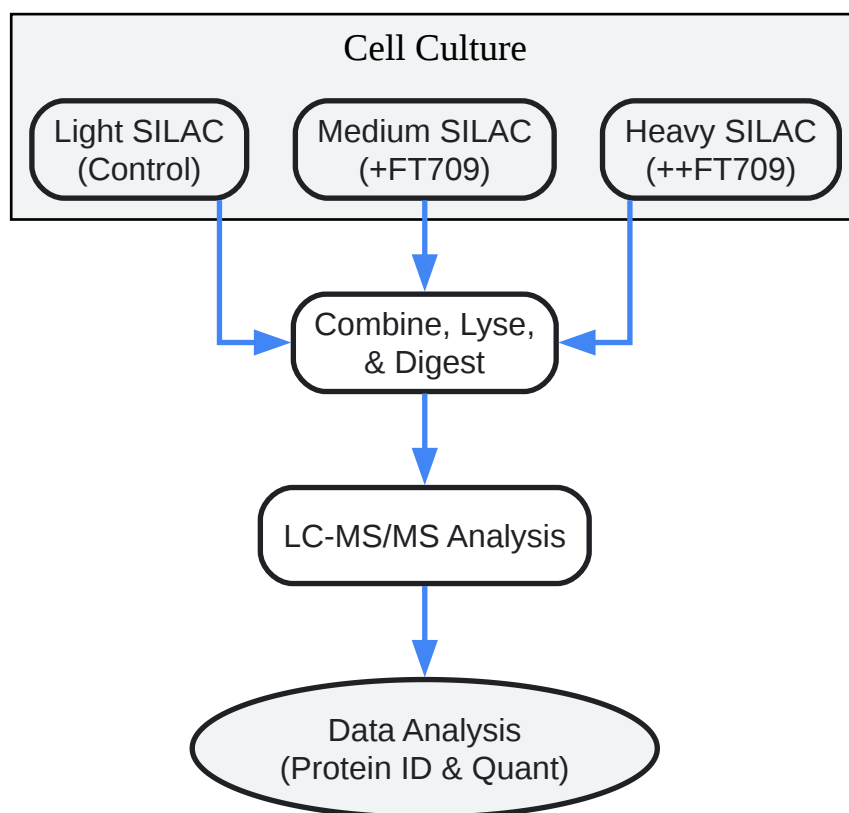 Cell Culture
Light SILAC
(Control)
Medium SILAC
(+FT709)
Heavy SILAC
(++FT709)
Combine, Lyse,
& Digest
LC-MS/MS Analysis
Data Analysis
(Protein ID & Quant)